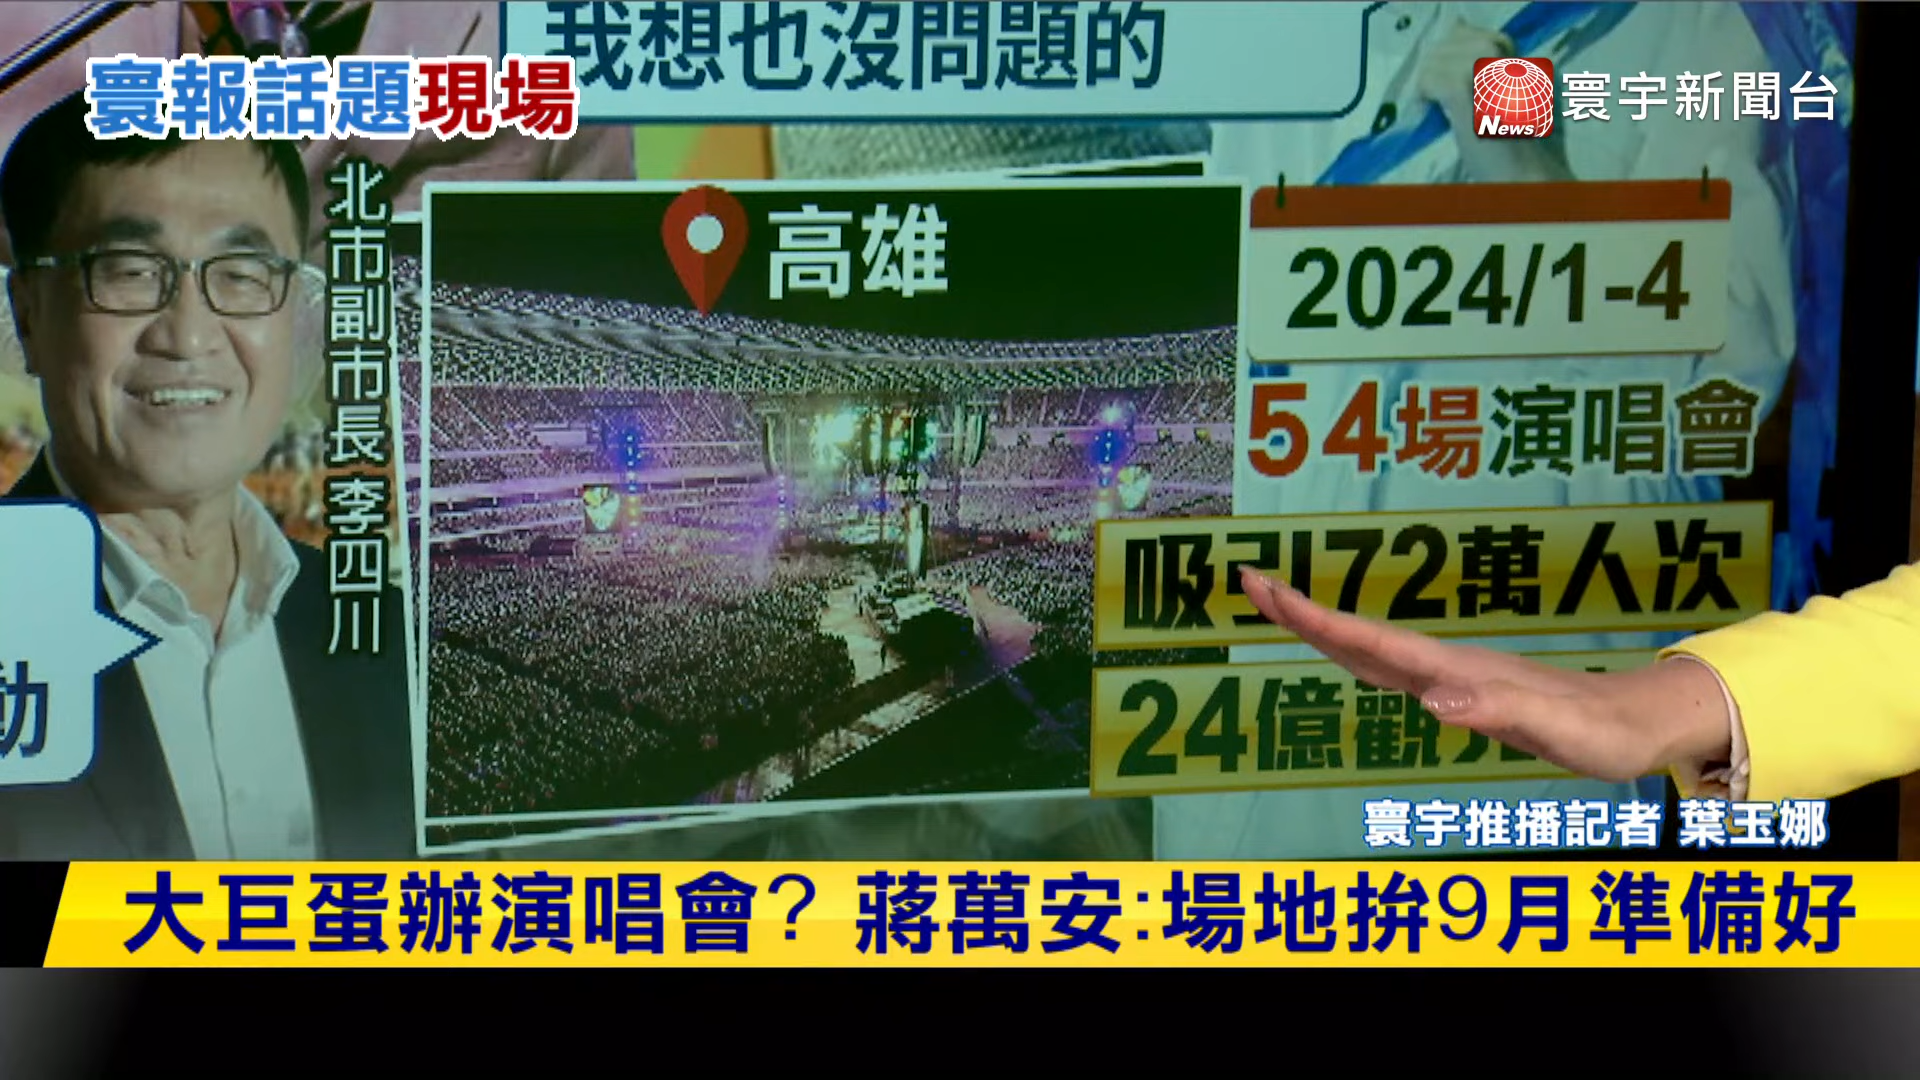 我想也沒問題的
寰報話題現場
News
寰宇新聞台
北市副市長 李四川
高雄
2024/1-4
54場演唱會
吸引72萬人次
24億觀光
動
寰宇推播記者 葉玉娜
大巨蛋辦演唱會? 蔣萬安:場地拚9月準備好